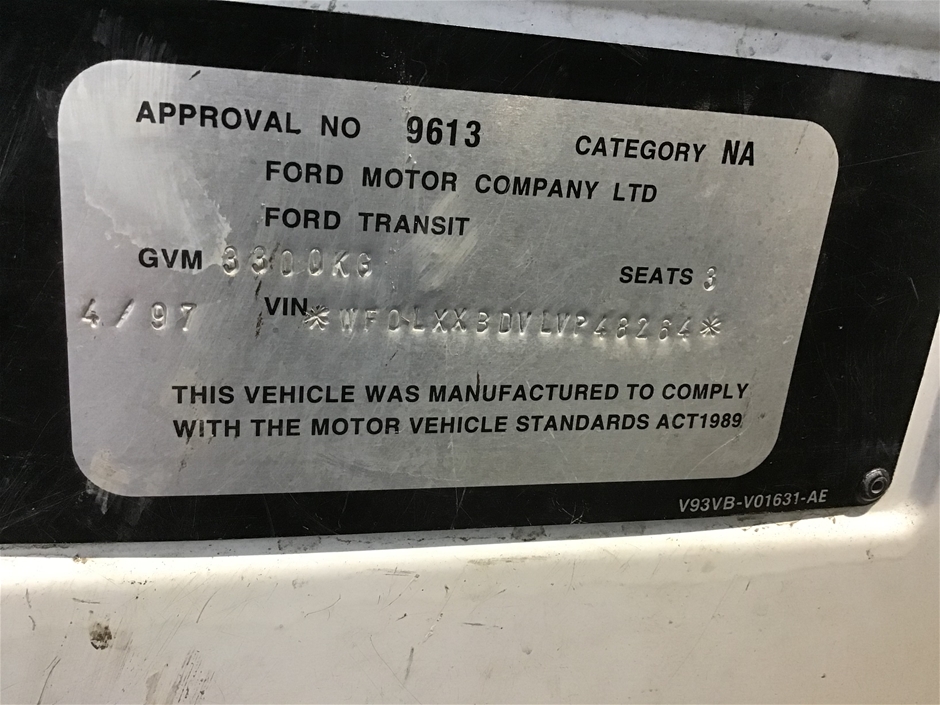 APPROVAL NO 9613 CATEGORY NA
FORD MOTOR COMPANY LTD
FORD TRANSIT
GVM 3300KG SEATS 3
4/97 VIN *WF0LXXBDVLVP48264*
THIS VEHICLE WAS MANUFACTURED TO COMPLY
WITH THE MOTOR VEHICLE STANDARDS ACT1989
V93VB-V01631-AE